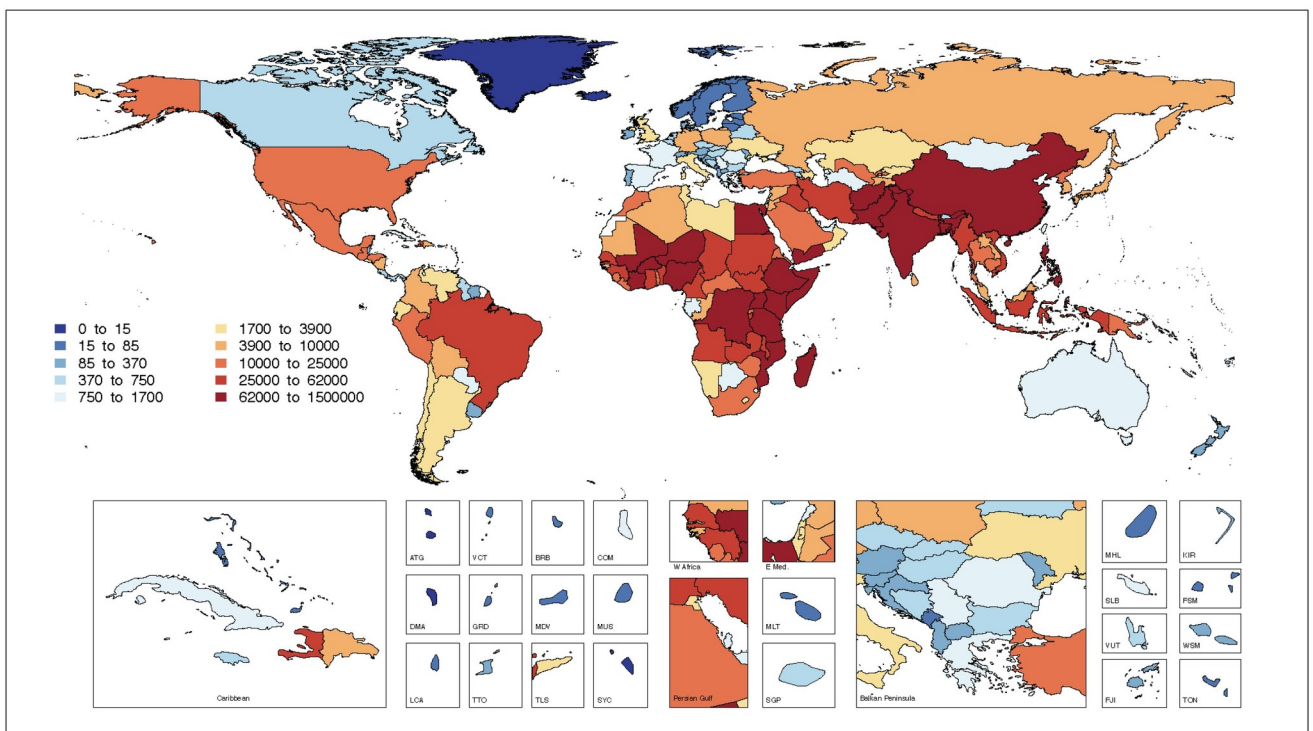 0 to 15
15 to 85
85 to 370
370 to 750
750 to 1700
1700 to 3900
3900 to 10000
10000 to 25000
25000 to 62000
62000 to 1500000
Caribbean
ATG
VCT
BRB
COM
DMA
GRD
MDV
MUS
LCA
TTO
TLS
SYC
W Africa
E Med.
Persian Gulf
MLT
SGP
Balkan Peninsula
MHL
KIR
SLB
FSM
VUT
WSM
FJI
TON